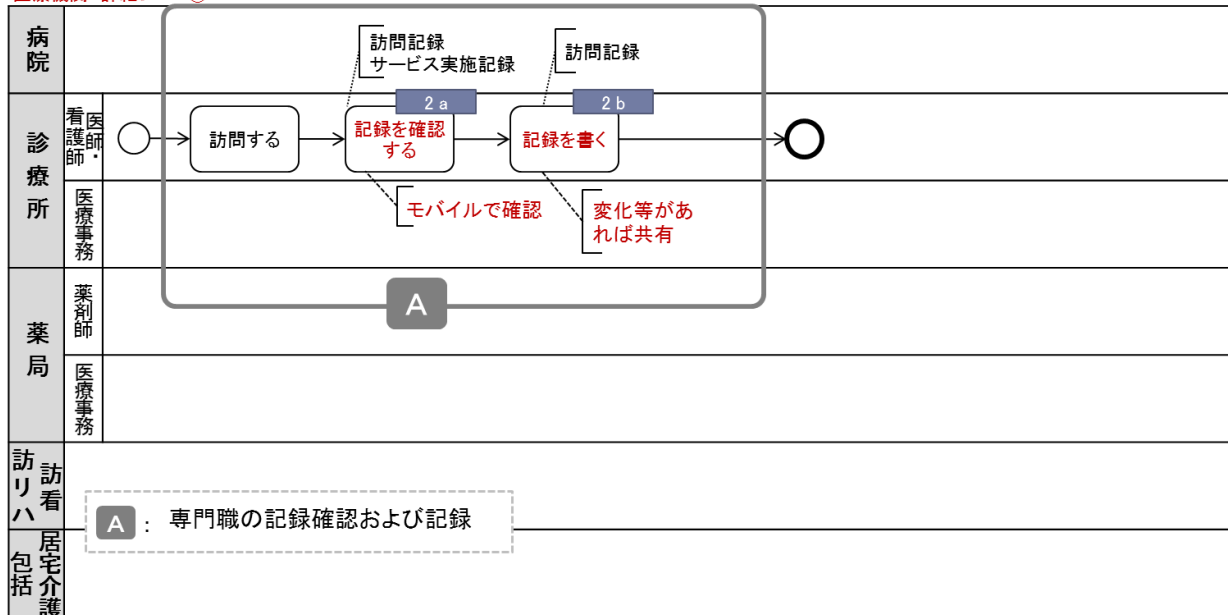 病院
訪問記録
サービス実施記録
訪問記録
2 a
2 b
診療所
医師・看護師
訪問する
記録を確認
する
記録を書く
医療事務
モバイルで確認
変化等があ
れば共有
A
薬局
薬剤師
医療事務
訪看
訪リハ
A : 専門職の記録確認および記録
居宅介護
包括